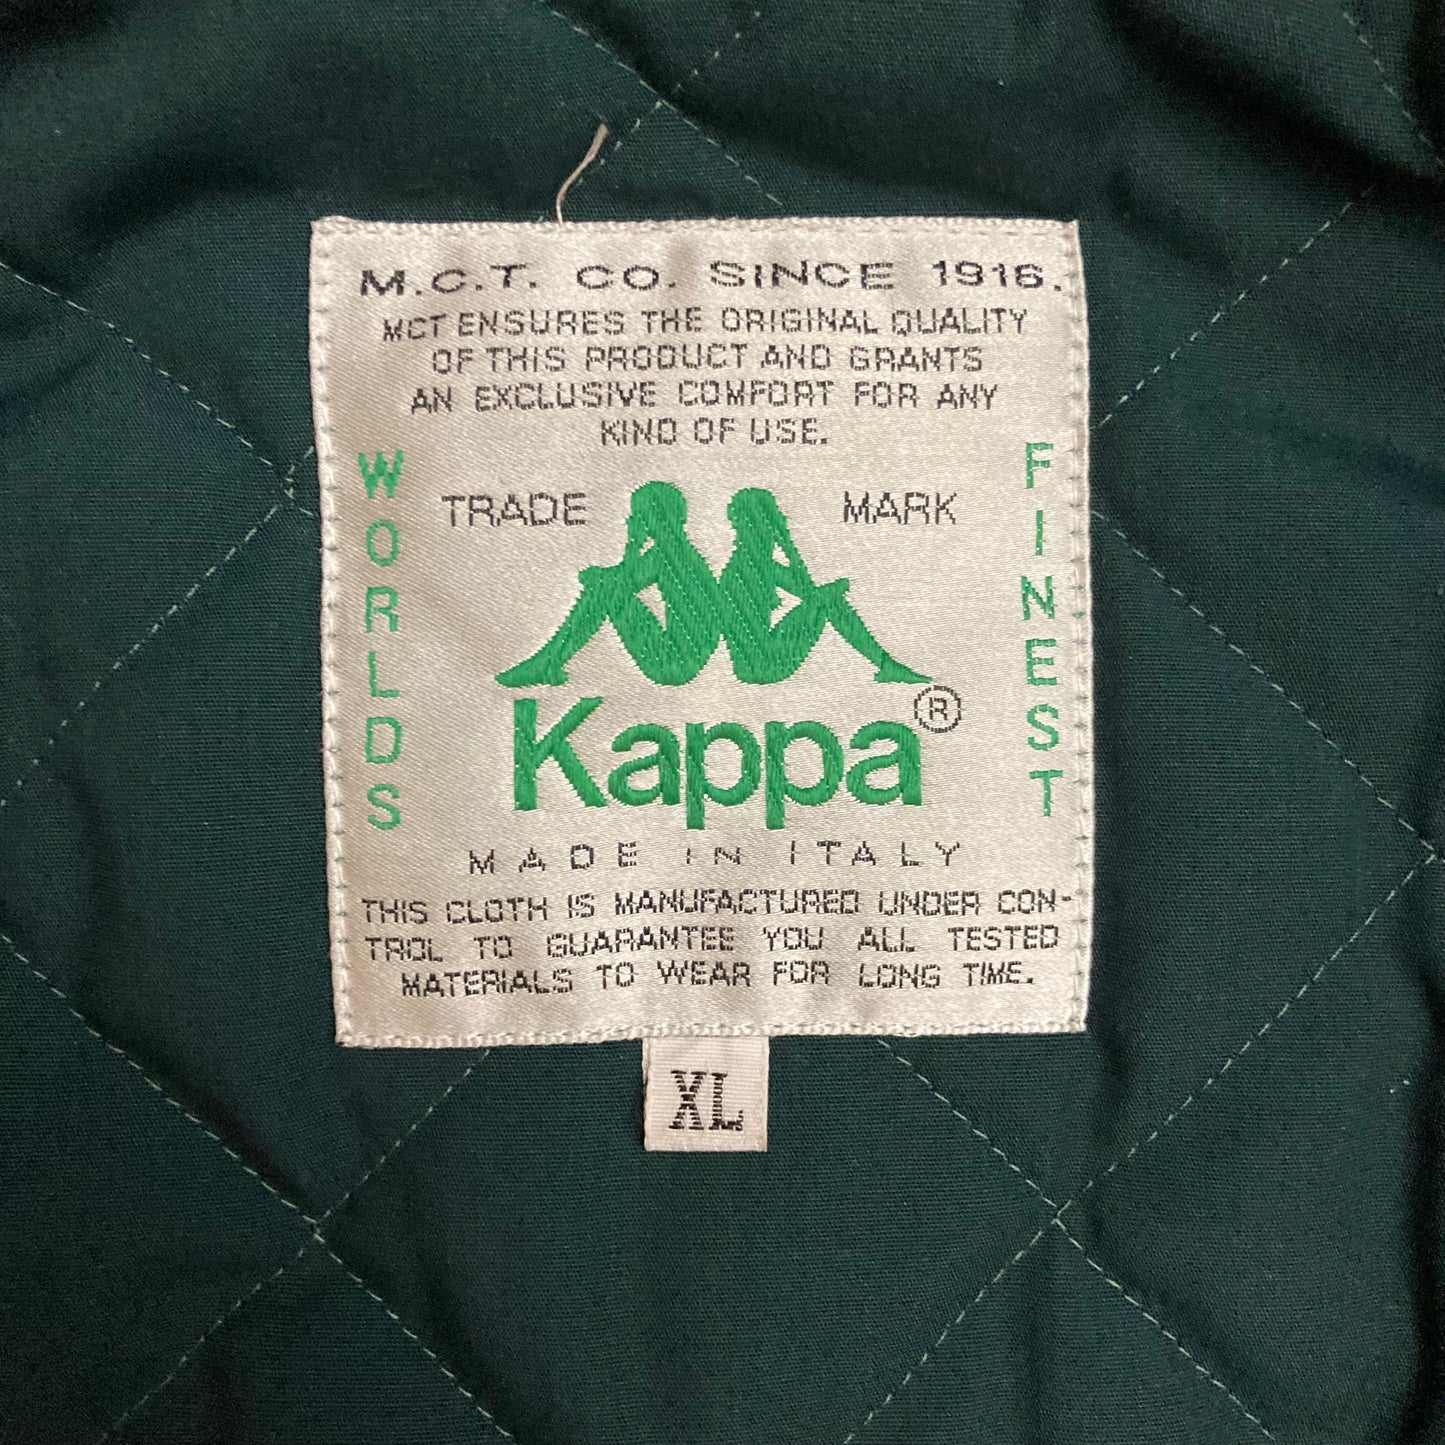 M.C.T. CO. SINCE 1916.
MCT ENSURES THE ORIGINAL QUALITY
OF THIS PRODUCT AND GRANTS
AN EXCLUSIVE COMFORT FOR ANY
KIND OF USE.
WORLDS
TRADE MARK
FINEST
Kappa®
MADE IN ITALY
THIS CLOTH IS MANUFACTURED UNDER CON-
TROL TO GUARANTEE YOU ALL TESTED
MATERIALS TO WEAR FOR LONG TIME.
XL